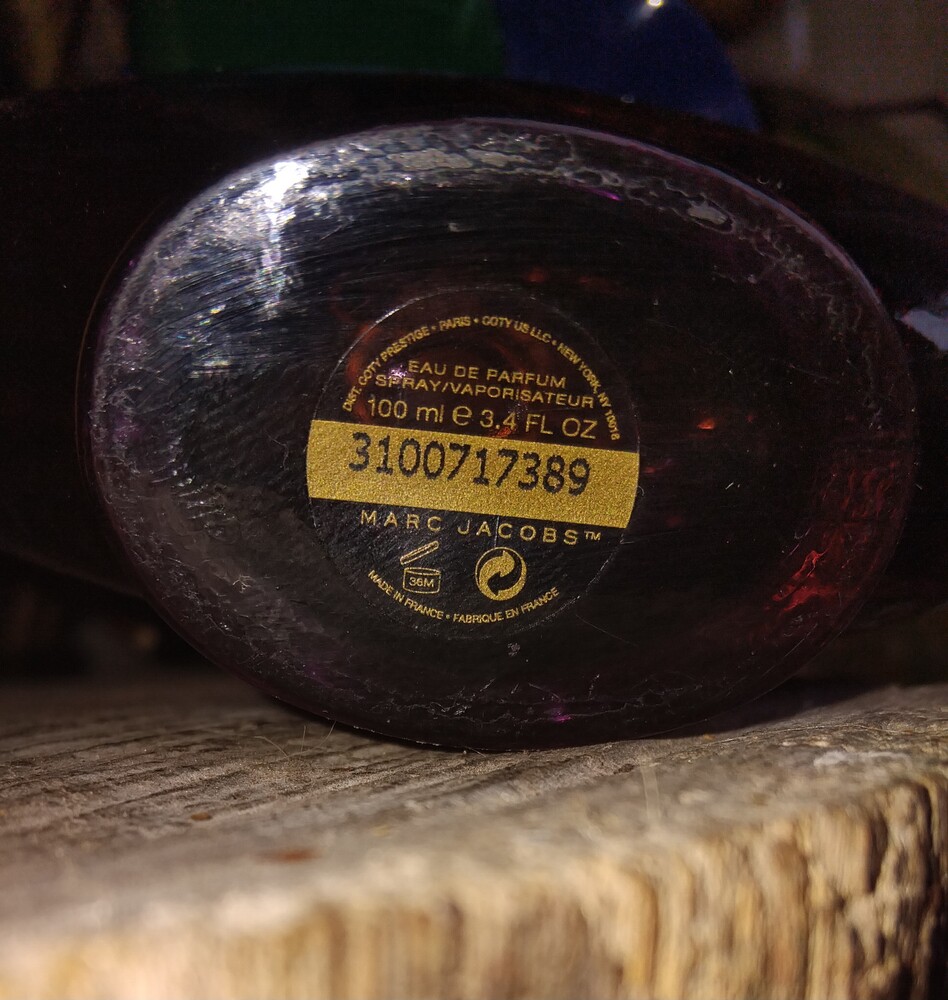 DIST. COTY PRESTIGE • PARIS • COTY US LLC • NEW YORK, NY 10016
EAU DE PARFUM
SPRAY/VAPORISATEUR
100 ml e 3.4 FL OZ
3100717389
MARC JACOBS™
36M
MADE IN FRANCE • FABRIQUE EN FRANCE